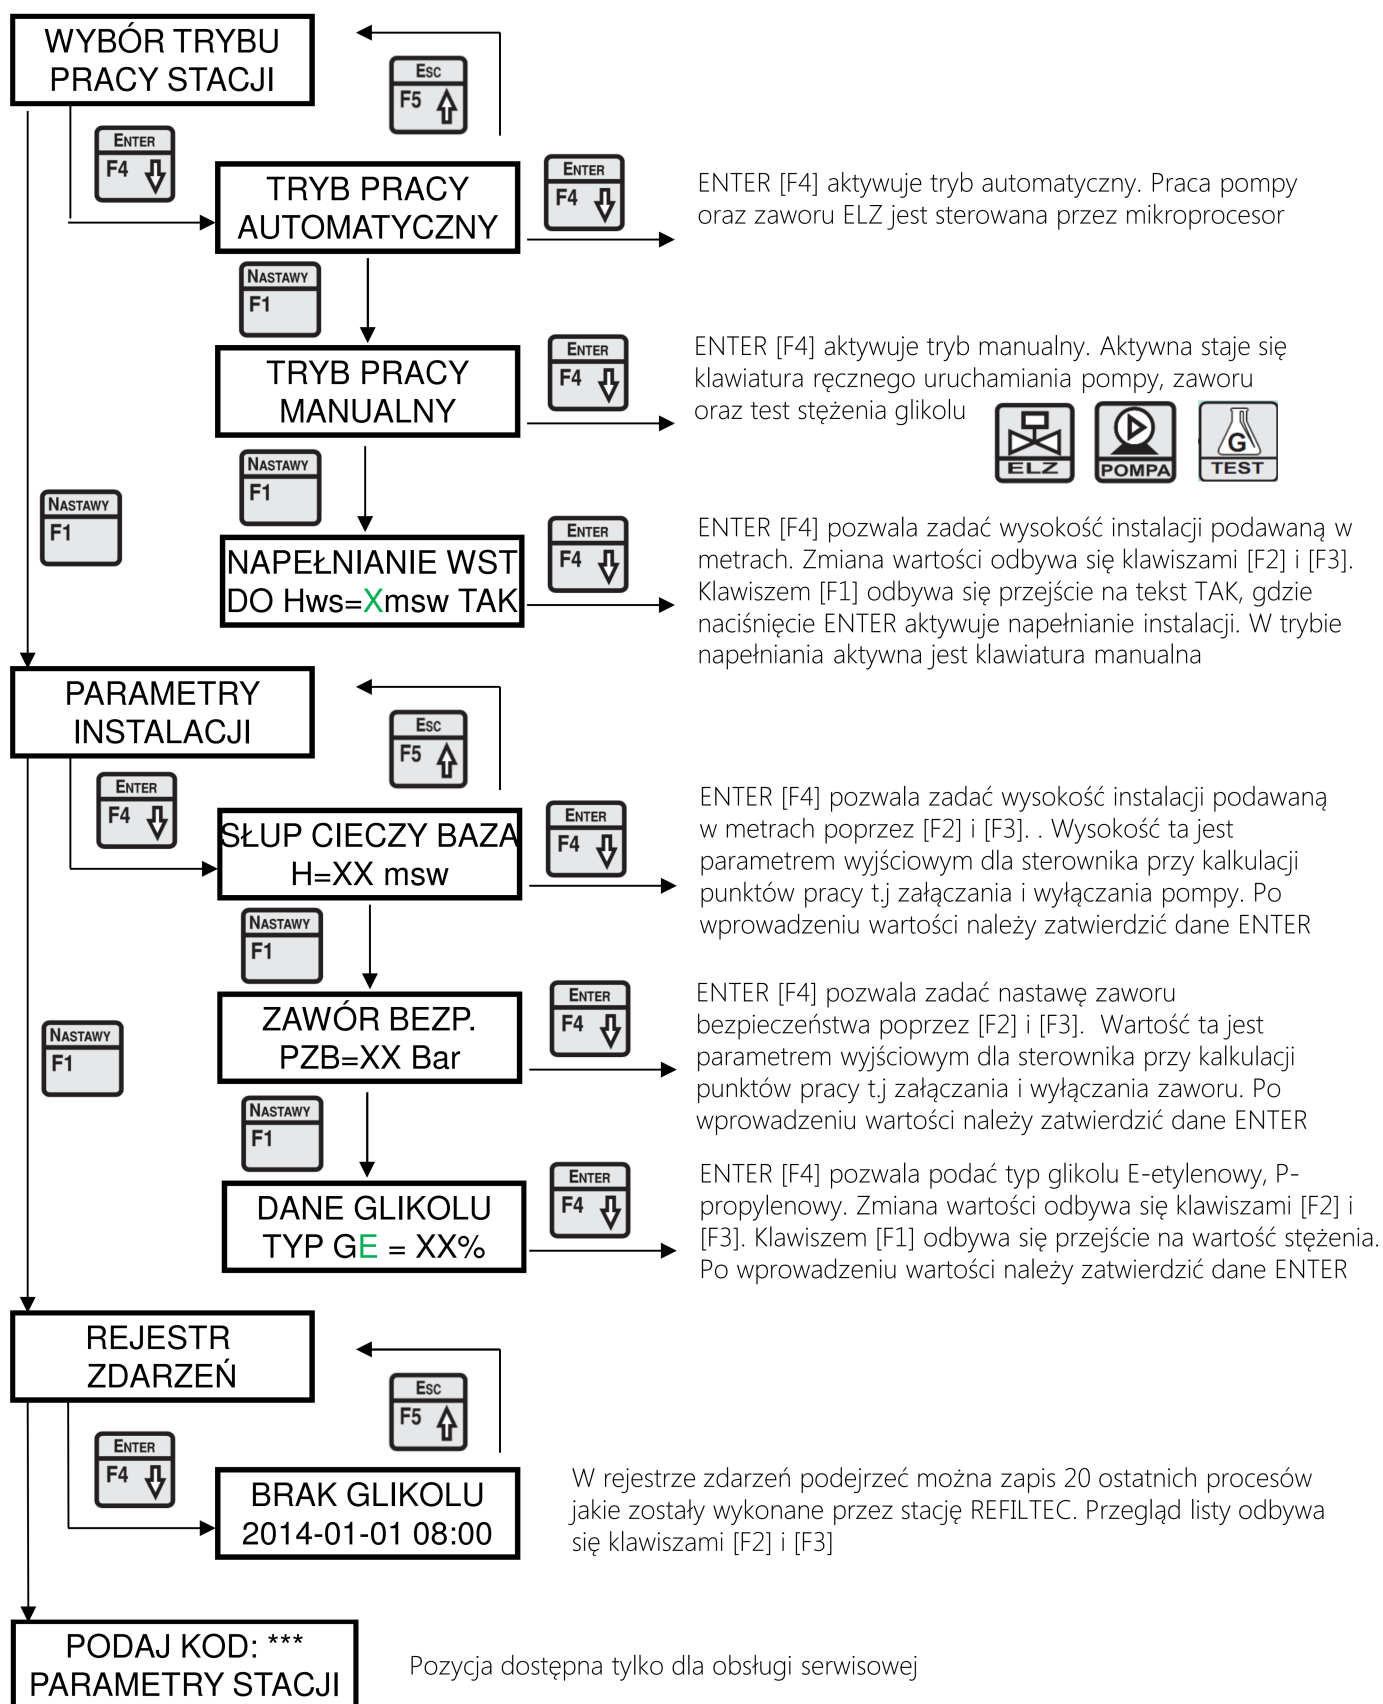 WYBÓR TRYBU
PRACY STACJI
ESC
F5
ENTER
F4
TRYB PRACY
AUTOMATYCZNY
ENTER
F4
ENTER [F4] aktywuje tryb automatyczny. Praca pompy
oraz zaworu ELZ jest sterowana przez mikroprocesor
NASTAWY
F1
TRYB PRACY
MANUALNY
ENTER
F4
ENTER [F4] aktywuje tryb manualny. Aktywna staje się
klawiatura ręcznego uruchamiania pompy, zaworu
oraz test stężenia glikolu
ELZ
POMPA
G
TEST
NASTAWY
F1
NASTAWY
F1
NAPEŁNIANIE WST
DO Hws=Xmsw TAK
ENTER
F4
ENTER [F4] pozwala zadać wysokość instalacji podawaną w
metrach. Zmiana wartości odbywa się klawiszami [F2] i [F3].
Klawiszem [F1] odbywa się przejście na tekst TAK, gdzie
naciśnięcie ENTER aktywuje napełnianie instalacji. W trybie
napełniania aktywna jest klawiatura manualna
PARAMETRY
INSTALACJI
ESC
F5
ENTER
F4
SŁUP CIECZY BAZA
H=XX msw
ENTER
F4
ENTER [F4] pozwala zadać wysokość instalacji podawaną
w metrach poprzez [F2] i [F3]. . Wysokość ta jest
parametrem wyjściowym dla sterownika przy kalkulacji
punktów pracy t.j załączania i wyłączania pompy. Po
wprowadzeniu wartości należy zatwierdzić dane ENTER
NASTAWY
F1
NASTAWY
F1
ZAWÓR BEZP.
PZB=XX Bar
ENTER
F4
ENTER [F4] pozwala zadać nastawę zaworu
bezpieczeństwa poprzez [F2] i [F3].  Wartość ta jest
parametrem wyjściowym dla sterownika przy kalkulacji
punktów pracy t.j załączania i wyłączania zaworu. Po
wprowadzeniu wartości należy zatwierdzić dane ENTER
NASTAWY
F1
DANE GLIKOLU
TYP GE = XX%
ENTER
F4
ENTER [F4] pozwala podać typ glikolu E-etylenowy, P-
propylenowy. Zmiana wartości odbywa się klawiszami [F2] i
[F3]. Klawiszem [F1] odbywa się przejście na wartość stężenia.
Po wprowadzeniu wartości należy zatwierdzić dane ENTER
REJESTR
ZDARZEŃ
ESC
F5
ENTER
F4
BRAK GLIKOLU
2014-01-01 08:00
W rejestrze zdarzeń podejrzeć można zapis 20 ostatnich procesów
jakie zostały wykonane przez stację REFILTEC. Przegląd listy odbywa
się klawiszami [F2] i [F3]
PODAJ KOD: ***
PARAMETRY STACJI
Pozycja dostępna tylko dla obsługi serwisowej